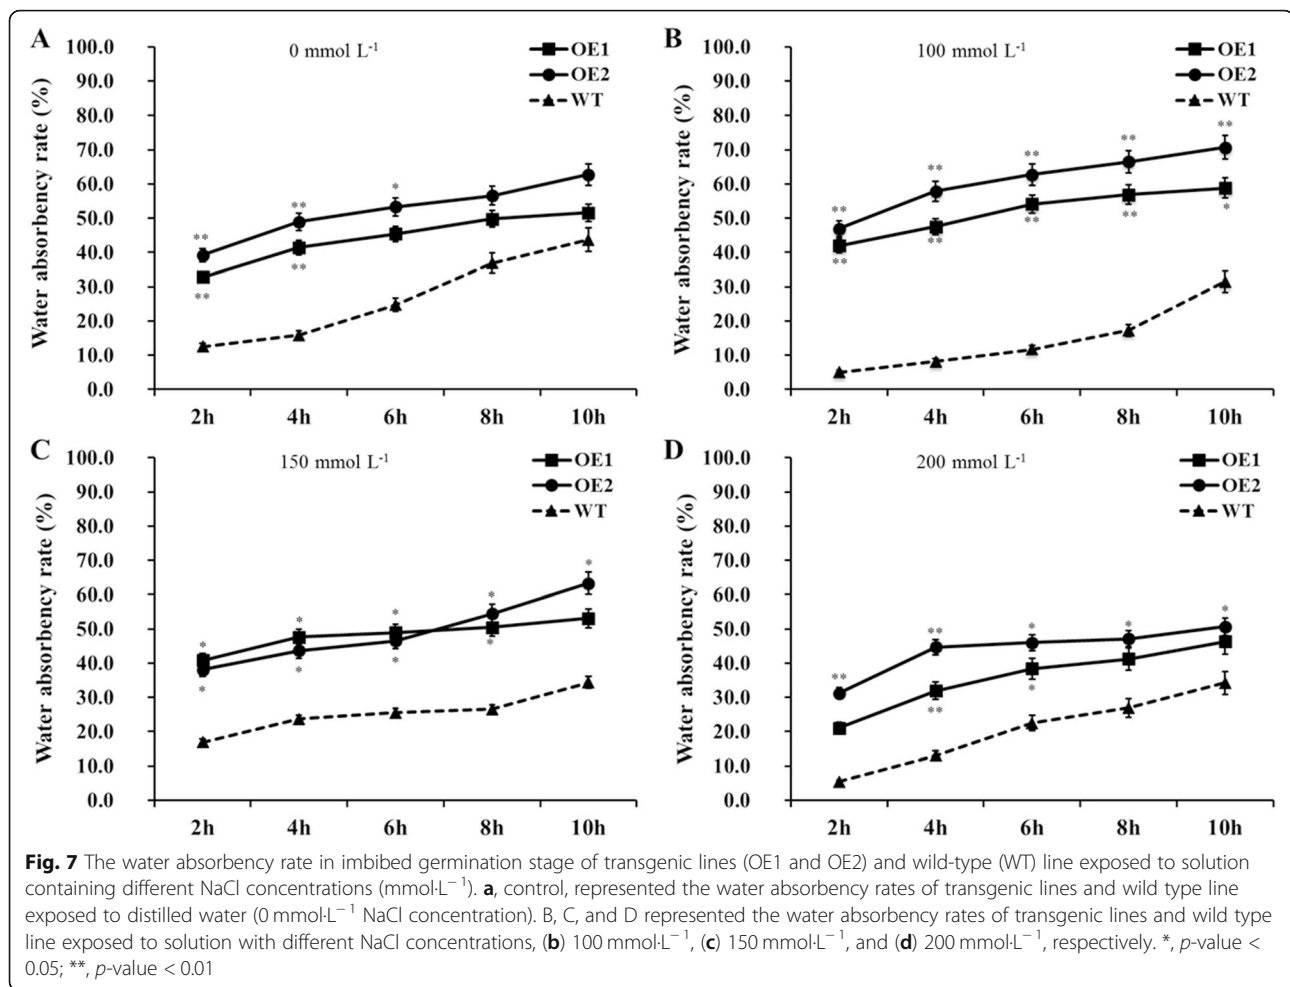 A
0 mmol L⁻¹
OE1
OE2
WT
Water absorbency rate (%)
100.0
90.0
80.0
70.0
60.0
50.0
40.0
30.0
20.0
10.0
0.0
** ** *
** **
2h 4h 6h 8h 10h
B
100 mmol L⁻¹
OE1
OE2
WT
Water absorbency rate (%)
100.0
90.0
80.0
70.0
60.0
50.0
40.0
30.0
20.0
10.0
0.0
** ** ** ** **
** ** ** ** *
2h 4h 6h 8h 10h
C
150 mmol L⁻¹
OE1
OE2
WT
Water absorbency rate (%)
100.0
90.0
80.0
70.0
60.0
50.0
40.0
30.0
20.0
10.0
0.0
* * * * *
* * * *
2h 4h 6h 8h 10h
D
200 mmol L⁻¹
OE1
OE2
WT
Water absorbency rate (%)
100.0
90.0
80.0
70.0
60.0
50.0
40.0
30.0
20.0
10.0
0.0
** ** * * *
** *
2h 4h 6h 8h 10h
Fig. 7 The water absorbency rate in imbibed germination stage of transgenic lines (OE1 and OE2) and wild-type (WT) line exposed to solution
containing different NaCl concentrations (mmol·L⁻¹). a, control, represented the water absorbency rates of transgenic lines and wild type line
exposed to distilled water (0 mmol·L⁻¹ NaCl concentration). B, C, and D represented the water absorbency rates of transgenic lines and wild type
line exposed to solution with different NaCl concentrations, (b) 100 mmol·L⁻¹, (c) 150 mmol·L⁻¹, and (d) 200 mmol·L⁻¹, respectively. *, p-value <
0.05; **, p-value < 0.01